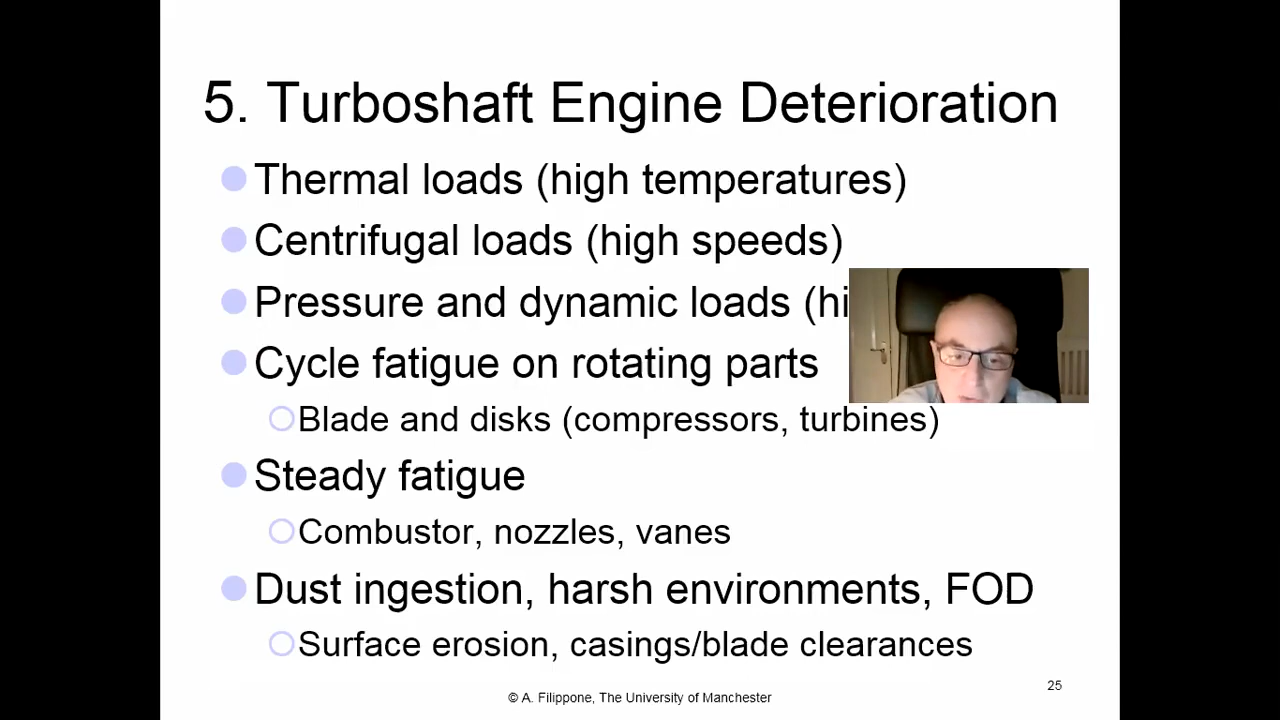 5. Turboshaft Engine Deterioration
Thermal loads (high temperatures)
Centrifugal loads (high speeds)
Pressure and dynamic loads
Cycle fatigue on rotating parts
Blade and disks (compressors, turbines)
Steady fatigue
Combustor, nozzles, vanes
Dust ingestion, harsh environments, FOD
Surface erosion, casings/blade clearances
25
© A. Filippone, The University of Manchester